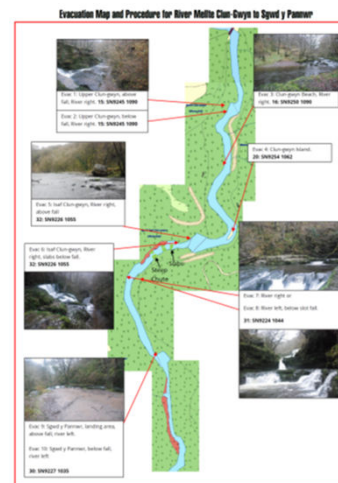 Evacuation Map and Procedure for River Mellte Clun-Gwyn to Sgwd y Pannwr
Evac 1: Upper Clun-gwyn, above
fall, River right. 15: SN9245 1090
Evac 2: Upper Clun-gwyn, below
fall, River right. 15: SN9245 1090
Evac 3: Clun-gwyn Beach, River
right. 16: SN9250 1090
Evac 4: Clun-gwyn Island.
20: SN9254 1062
Evac 5: Isaf Clun-gwyn, River right,
above fall
32: SN9226 1055
Evac 6: Isaf Clun-gwyn, River
right, slabs below fall.
32: SN9226 1055
Slabs
Steep
Route
Evac 7: River right or
Evac 8: River left, below slot fall.
31: SN9224 1044
Evac 9: Sgwd y Pannwr, landing area,
above fall, river left.
Evac 10: Sgwd y Pannwr, below fall,
river left
30: SN9227 1035